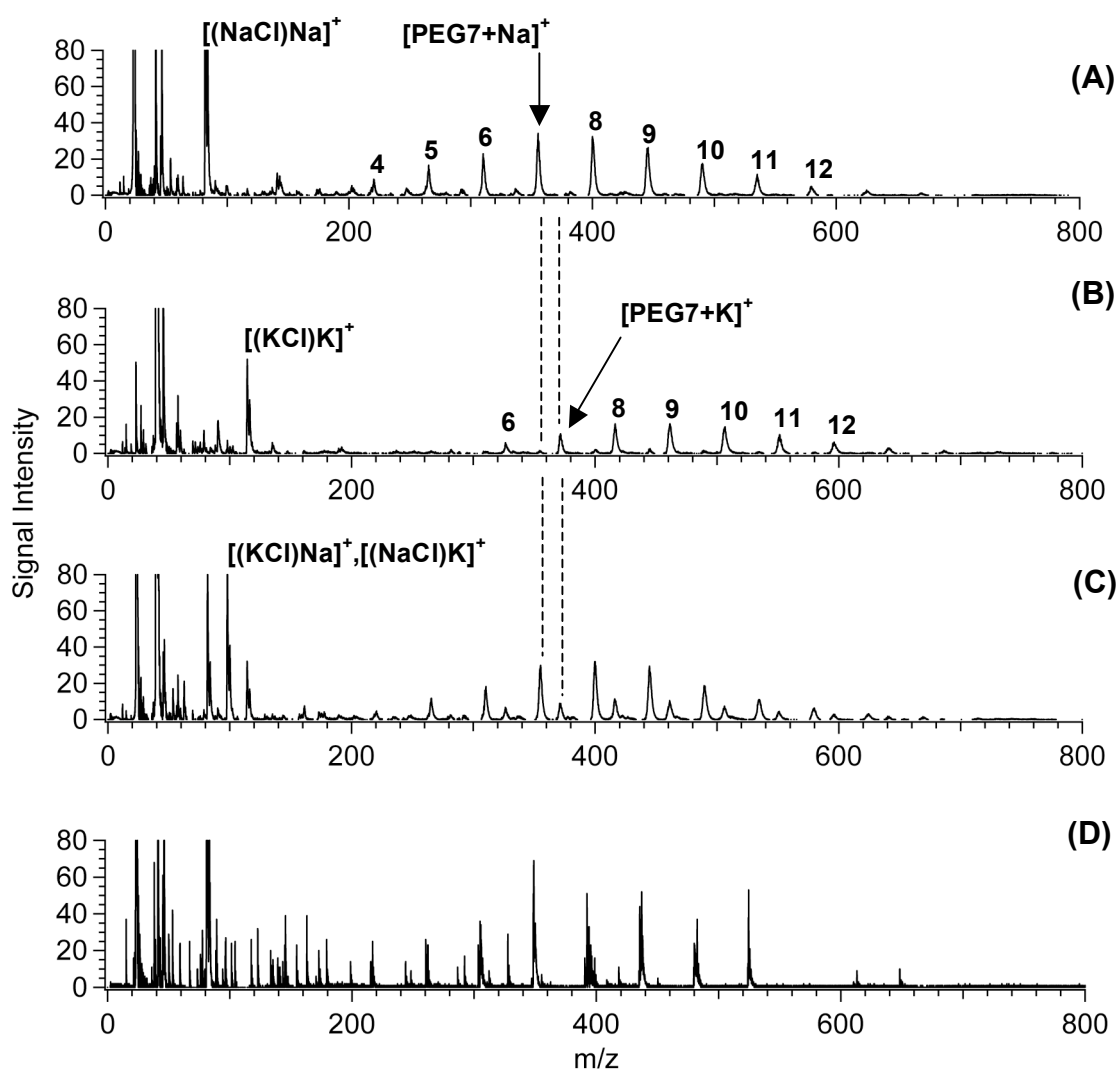 [(NaCl)Na]⁺ [PEG7+Na]⁺
(A)
80
60
40
20
0
4 5 6 8 9 10 11 12
0 200 400 600 800
(B)
80
60
40
20
0
[(KCl)K]⁺ [PEG7+K]⁺
6 8 9 10 11 12
0 200 400 600 800
Signal Intensity
[(KCl)Na]⁺,[(NaCl)K]⁺
(C)
80
60
40
20
0
0 200 400 600 800
(D)
80
60
40
20
0
0 200 400 600 800
m/z